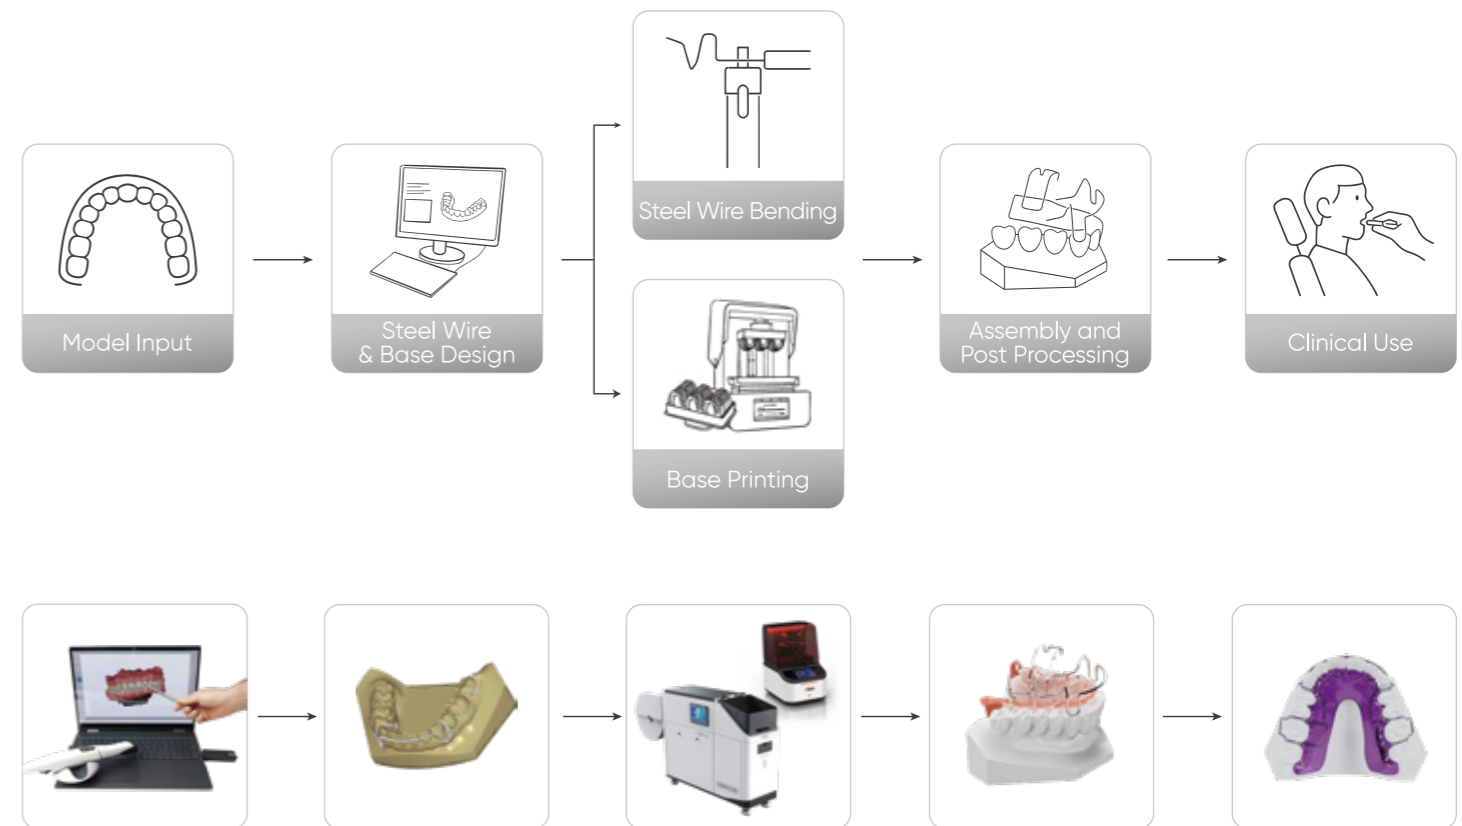 Steel Wire Bending
Model Input
Steel Wire
& Base Design
Assembly and
Post Processing
Clinical Use
Base Printing